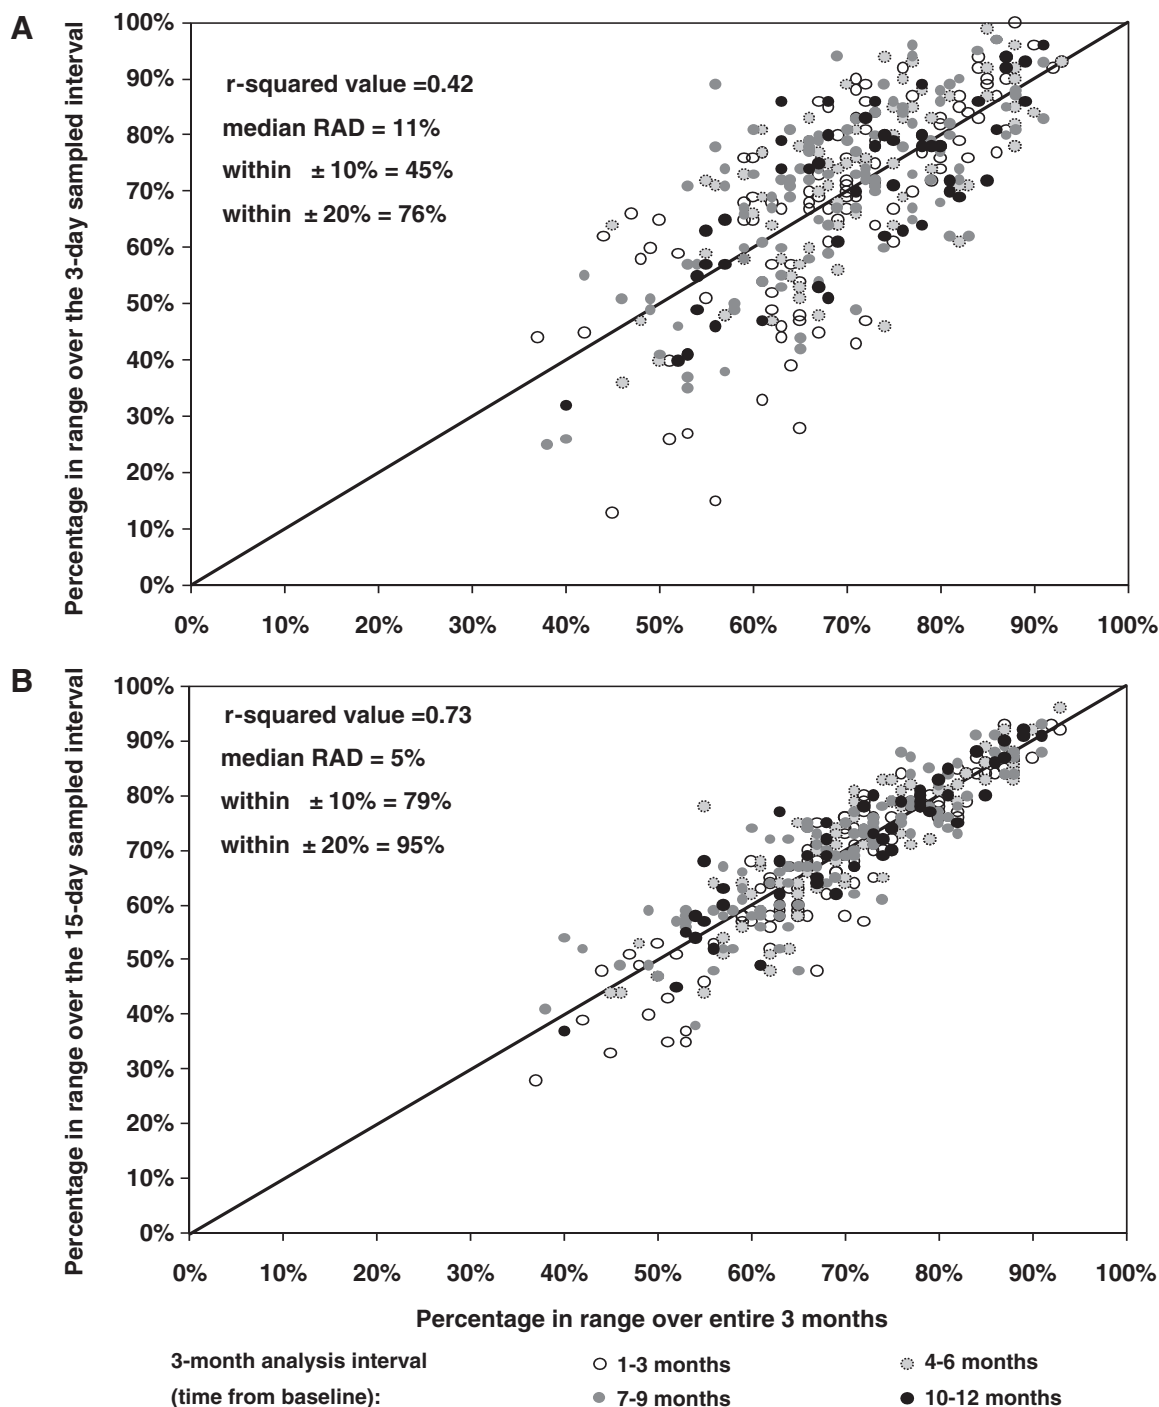 A
Percentage in range over the 3-day sampled interval
100%
90%
80%
70%
60%
50%
40%
30%
20%
10%
0%
r-squared value =0.42
median RAD = 11%
within ± 10% = 45%
within ± 20% = 76%
0% 10% 20% 30% 40% 50% 60% 70% 80% 90% 100%
B
Percentage in range over the 15-day sampled interval
100%
90%
80%
70%
60%
50%
40%
30%
20%
10%
0%
r-squared value =0.73
median RAD = 5%
within ± 10% = 79%
within ± 20% = 95%
0% 10% 20% 30% 40% 50% 60% 70% 80% 90% 100%
Percentage in range over entire 3 months
3-month analysis interval
(time from baseline):
1-3 months
4-6 months
7-9 months
10-12 months